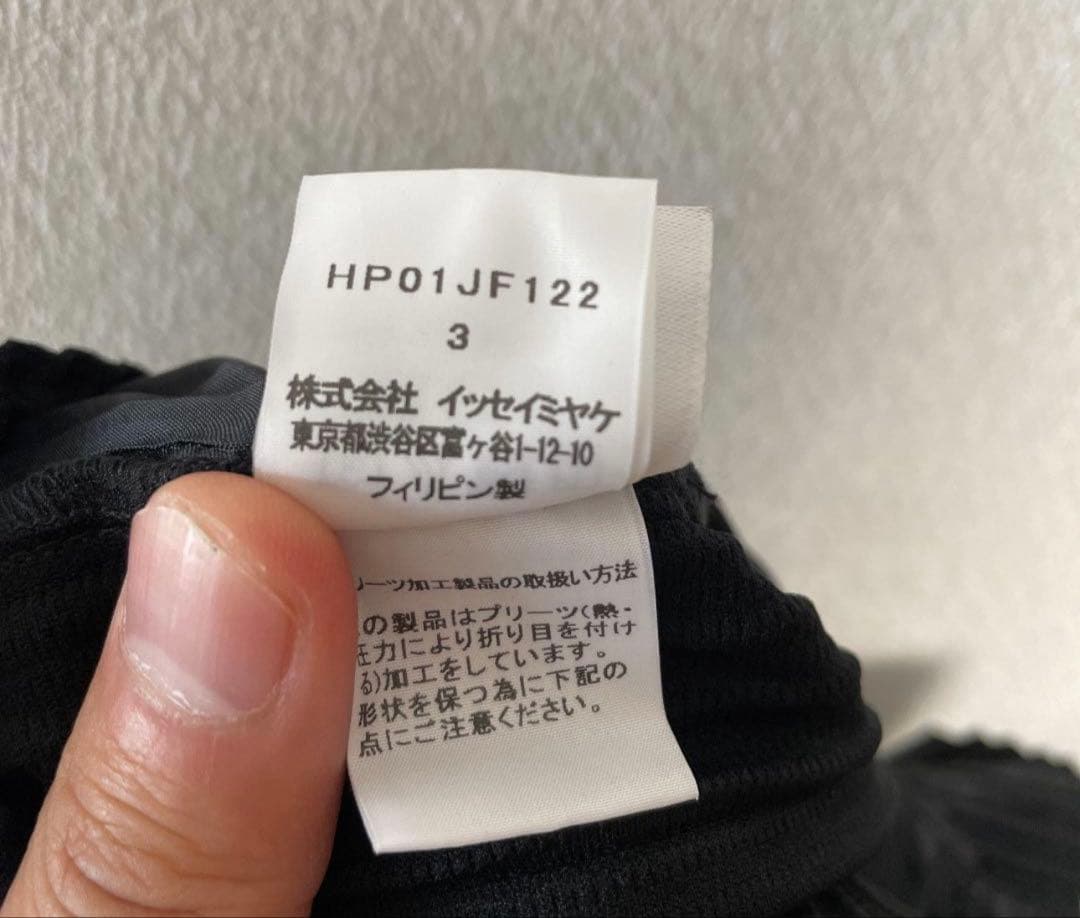 HP01JF122
3
株式会社 イッセイミヤケ
東京都渋谷区富ヶ谷1-12-10
フィリピン製
リーツ加工製品の取扱い方法
の製品はプリーツ(熱・
圧力により折り目を付け
る)加工をしています。
形状を保つ為に下記の
点にご注意ください。